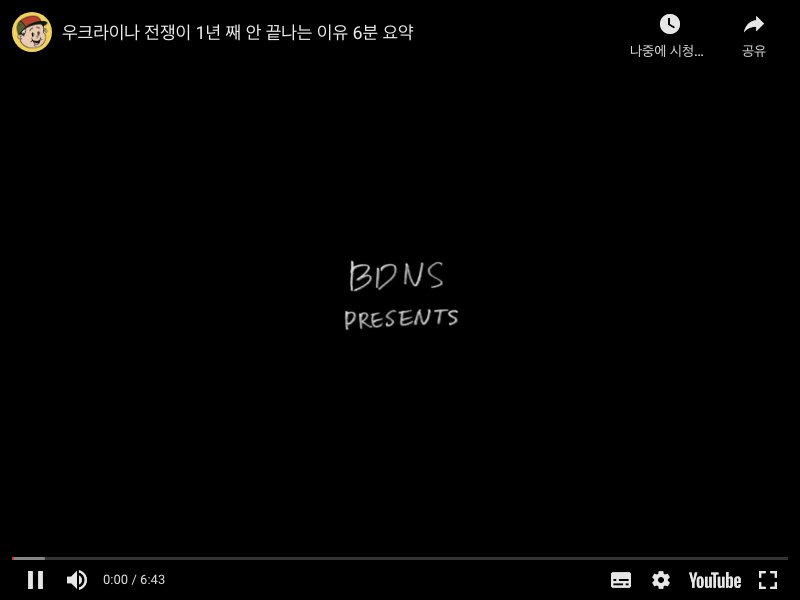 우크라이나 전쟁이 1년 째 안 끝나는 이유 6분 요약
나중에 시청...
공유
BDNS
PRESENTS
0:00 / 6:43
YouTube